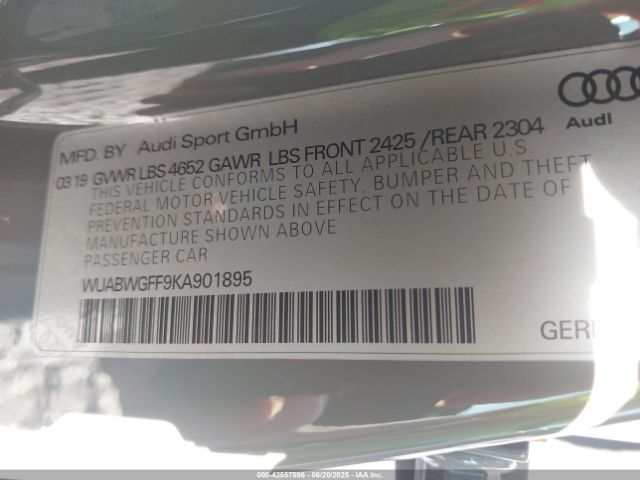 MFD. BY Audi Sport GmbH
Audi
03 19 GVWR LBS 4652 GAWR LBS FRONT 2425 /REAR 2304
THIS VEHICLE CONFORMS TO ALL APPLICABLE U.S.
FEDERAL MOTOR VEHICLE SAFETY, BUMPER AND THEFT
PREVENTION STANDARDS IN EFFECT ON THE DATE OF
MANUFACTURE SHOWN ABOVE
PASSENGER CAR
WUABWGFF9KA901895
GER
000-42557596 - 06/20/2025 - IAA. Inc.